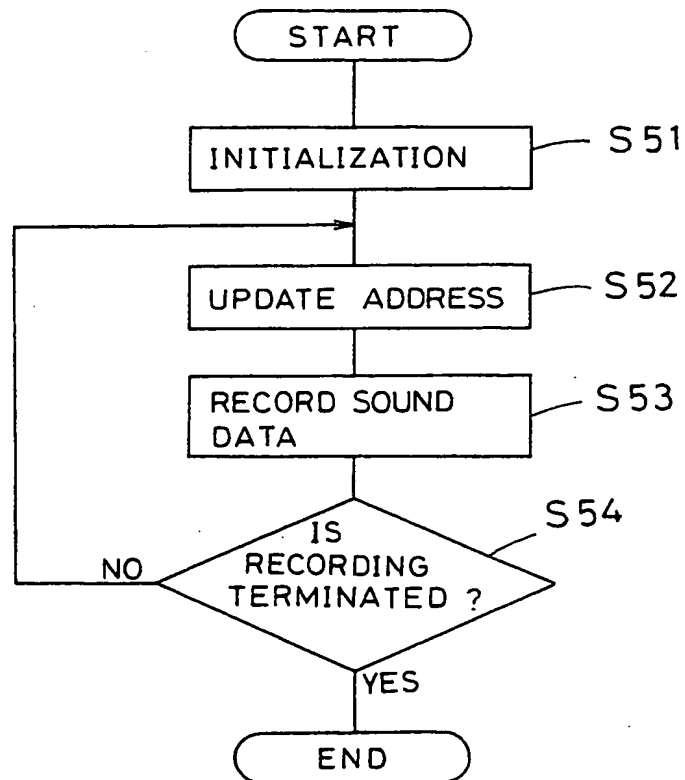 START
INITIALIZATION
S51
UPDATE ADDRESS
S52
RECORD SOUND
DATA
S53
IS
RECORDING
TERMINATED ?
S54
NO
YES
END